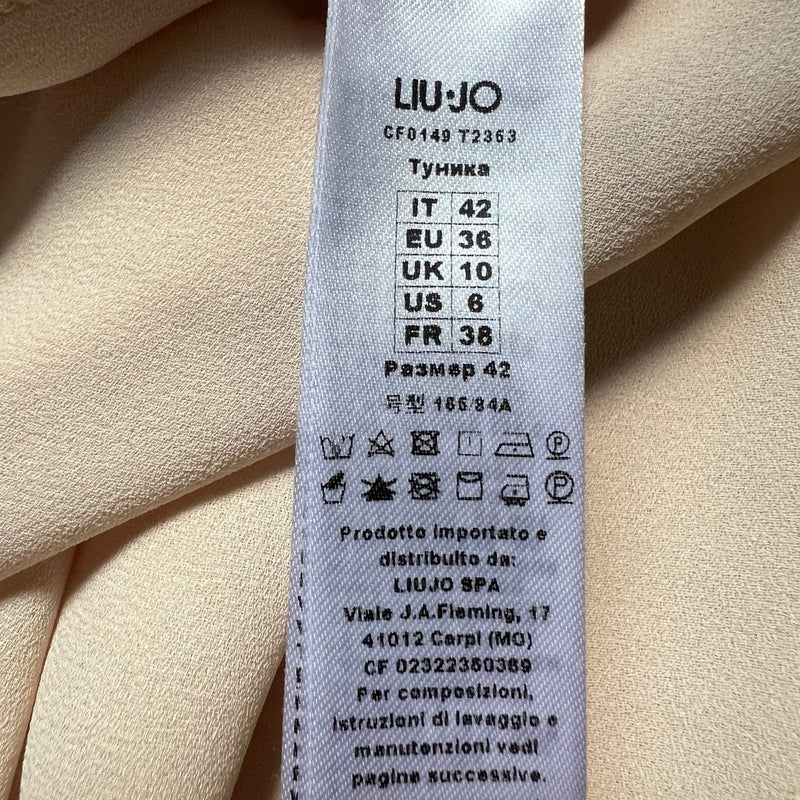 LIU·JO
CF0149 T2363
Туника
IT 42
EU 36
UK 10
US 6
FR 38
Размер 42
号型 165/84A
P
P
Prodotto importato e
distribuito da:
LIUJO SPA
Viale J.A.Fleming, 17
41012 Carpi (MO)
CF 02322350369
Per composizioni,
istruzioni di lavaggio e
manutenzioni vedi
pagine successive.